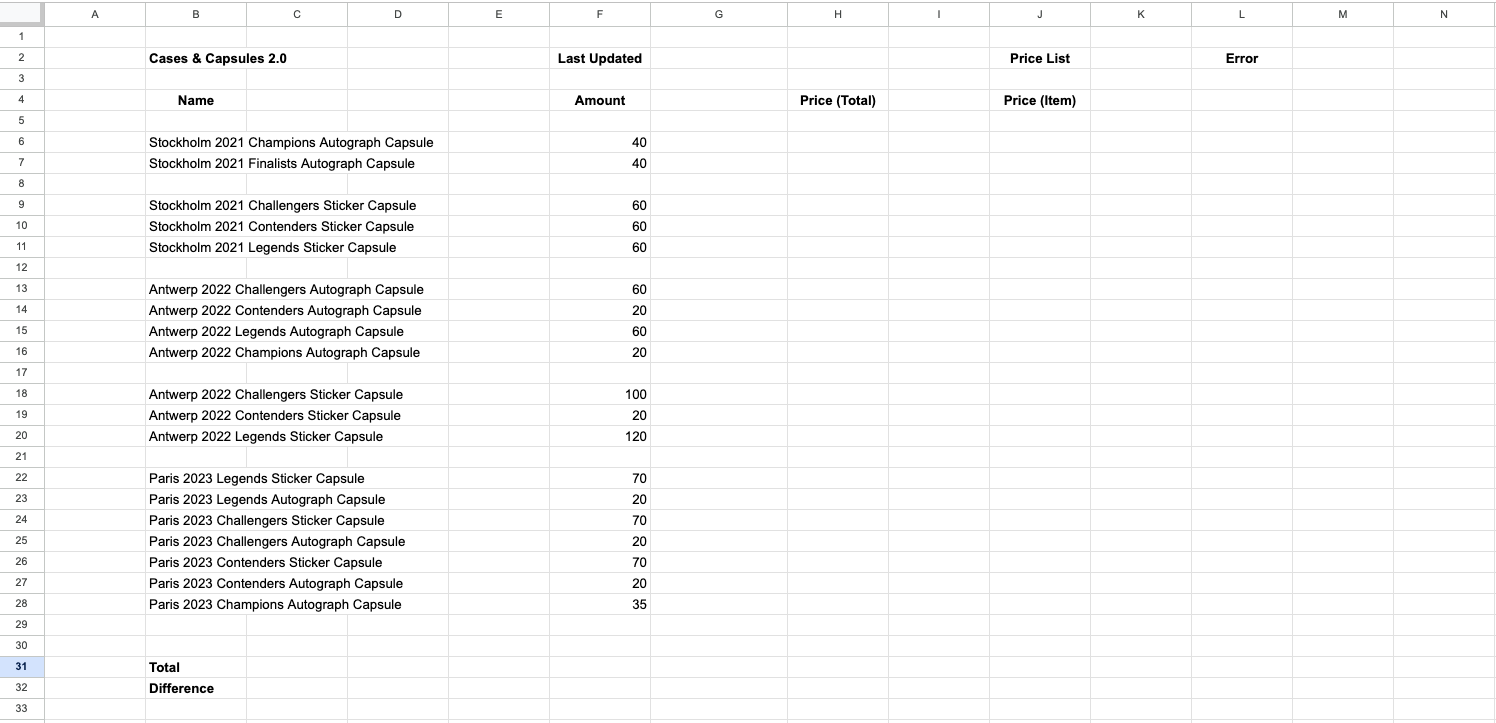 A B C D E F G H I J K L M N
1
2 Cases & Capsules 2.0 Last Updated Price List Error
3
4 Name Amount Price (Total) Price (Item)
5
6 Stockholm 2021 Champions Autograph Capsule 40
7 Stockholm 2021 Finalists Autograph Capsule 40
8
9 Stockholm 2021 Challengers Sticker Capsule 60
10 Stockholm 2021 Contenders Sticker Capsule 60
11 Stockholm 2021 Legends Sticker Capsule 60
12
13 Antwerp 2022 Challengers Autograph Capsule 60
14 Antwerp 2022 Contenders Autograph Capsule 20
15 Antwerp 2022 Legends Autograph Capsule 60
16 Antwerp 2022 Champions Autograph Capsule 20
17
18 Antwerp 2022 Challengers Sticker Capsule 100
19 Antwerp 2022 Contenders Sticker Capsule 20
20 Antwerp 2022 Legends Sticker Capsule 120
21
22 Paris 2023 Legends Sticker Capsule 70
23 Paris 2023 Legends Autograph Capsule 20
24 Paris 2023 Challengers Sticker Capsule 70
25 Paris 2023 Challengers Autograph Capsule 20
26 Paris 2023 Contenders Sticker Capsule 70
27 Paris 2023 Contenders Autograph Capsule 20
28 Paris 2023 Champions Autograph Capsule 35
29
30
31 Total
32 Difference
33